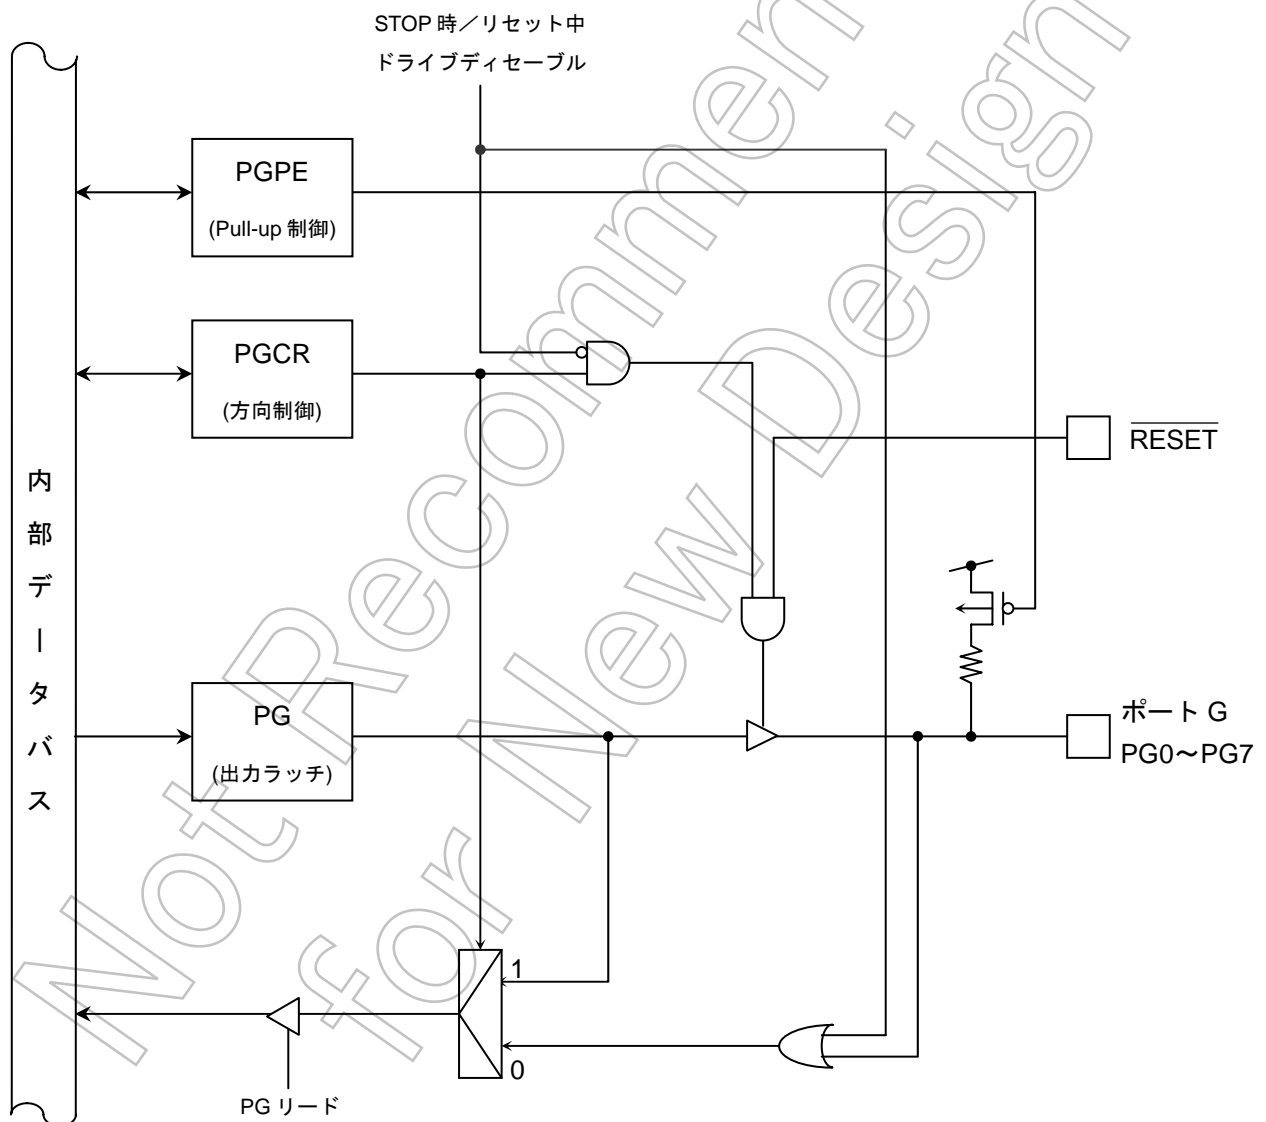 STOP 時／リセット中
ドライブディセーブル
PGPE
(Pull-up 制御)
PGCR
(方向制御)
RESET
内部データバス
PG
(出力ラッチ)
ポート G
PG0～PG7
1
0
PG リード
Not Recommen
for New Design